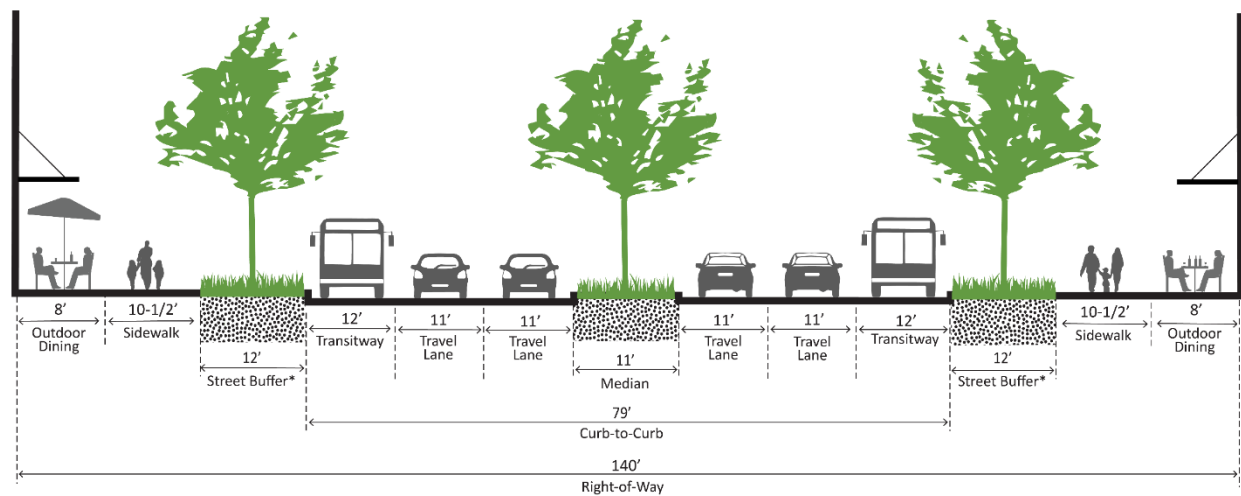 8’
Outdoor
Dining
10-1/2’
Sidewalk
12’
Street Buffer*
12’
Transitway
11’
Travel
Lane
11’
Travel
Lane
11’
Median
11’
Travel
Lane
11’
Travel
Lane
12’
Transitway
12’
Street Buffer*
10-1/2’
Sidewalk
8’
Outdoor
Dining
79’
Curb-to-Curb
140’
Right-of-Way